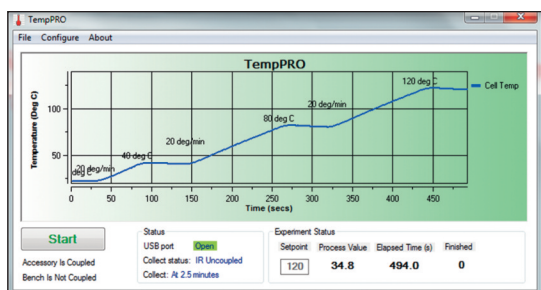 TempPRO
File Configure About
TempPRO
Temperature (Deg C)
100
50
0 50 100 150 200 250 300 350 400 450
Time (secs)
deg C
20 deg/min
40 deg C
20 deg/min
80 deg C
20 deg/min
120 deg C
Cell Temp
Start
Accessory Is Coupled
Bench Is Not Coupled
Status
USB port Open
Collect status: IR Uncoupled
Collect: At 2.5 minutes
Experiment Status
Setpoint Process Value Elapsed Time (s) Finished
120 34.8 494.0 0